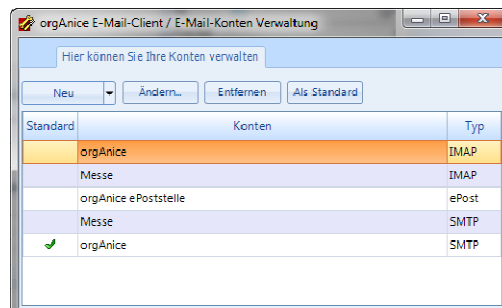 orgAnice E-Mail-Client / E-Mail-Konten Verwaltung
Hier können Sie Ihre Konten verwalten
Neu Ändern... Entfernen Als Standard
Standard Konten Typ
orgAnice IMAP
Messe IMAP
orgAnice ePoststelle ePost
Messe SMTP
orgAnice SMTP